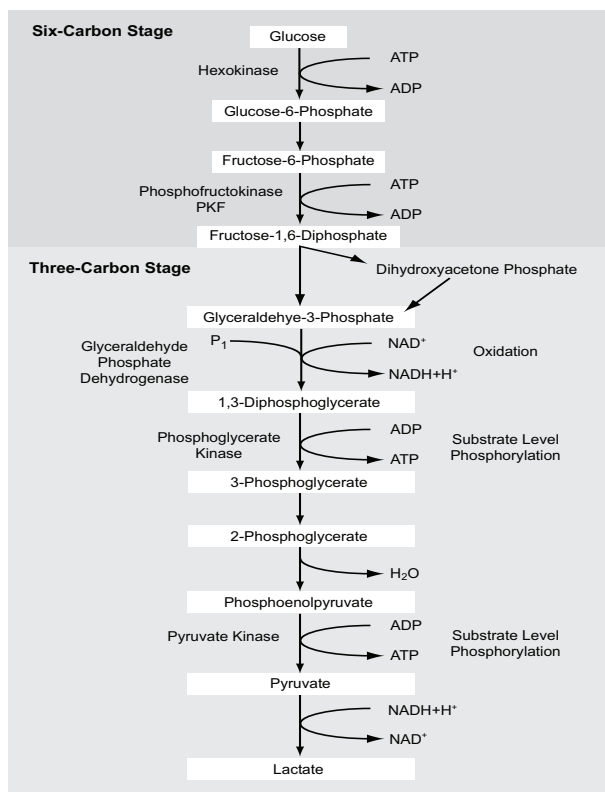 Six-Carbon Stage
Glucose
ATP
Hexokinase
ADP
Glucose-6-Phosphate
Fructose-6-Phosphate
ATP
Phosphofructokinase
PKF
ADP
Fructose-1,6-Diphosphate
Three-Carbon Stage
Dihydroxyacetone Phosphate
Glyceraldehye-3-Phosphate
P₁
NAD⁺
Glyceraldehyde
Phosphate
Dehydrogenase
Oxidation
NADH+H⁺
1,3-Diphosphoglycerate
ADP
Phosphoglycerate
Kinase
Substrate Level
Phosphorylation
ATP
3-Phosphoglycerate
2-Phosphoglycerate
H₂O
Phosphoenolpyruvate
ADP
Pyruvate Kinase
Substrate Level
Phosphorylation
ATP
Pyruvate
NADH+H⁺
NAD⁺
Lactate